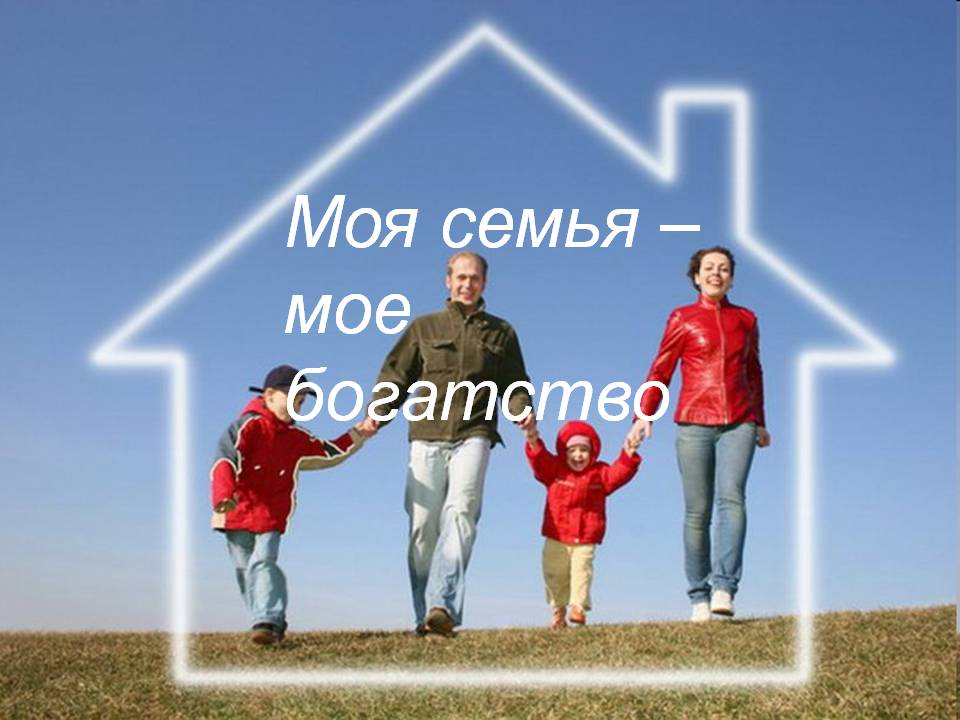 Моя семья –
мое
богатство